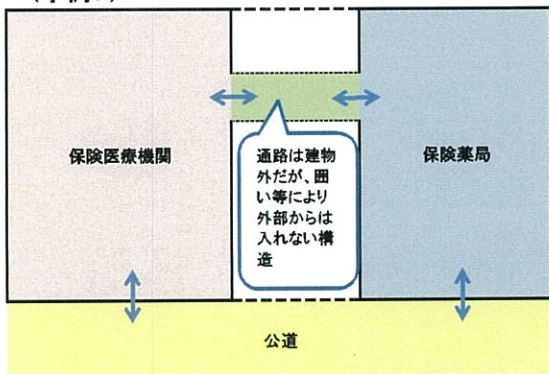 保険医療機関
保険薬局
通路は建物
外だが、囲
い等により
外部からは
入れない構
造
公道